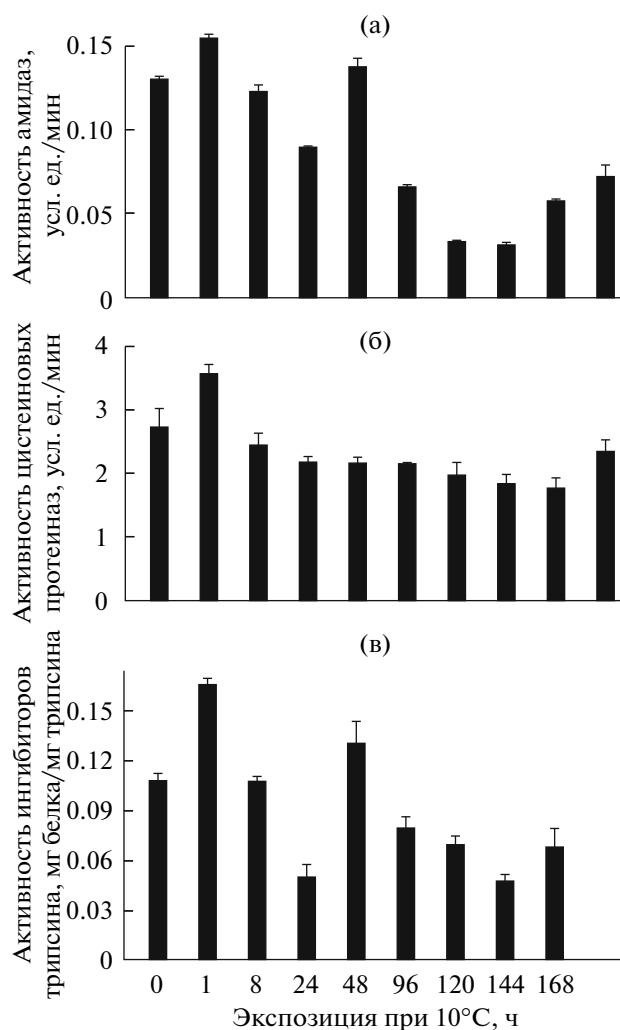 (а)
Активность амидаз,
усл. ед./мин
0.15
0.10
0.05
0
(б)
Активность цистеиновых
протеиназ, усл. ед./мин
4
3
2
1
0
(в)
Активность ингибиторов
трипсина, мг белка/мг трипсина
0.15
0.12
0.09
0.06
0.03
0
0 1 8 24 48 96 120 144 168
Экспозиция при 10°C, ч